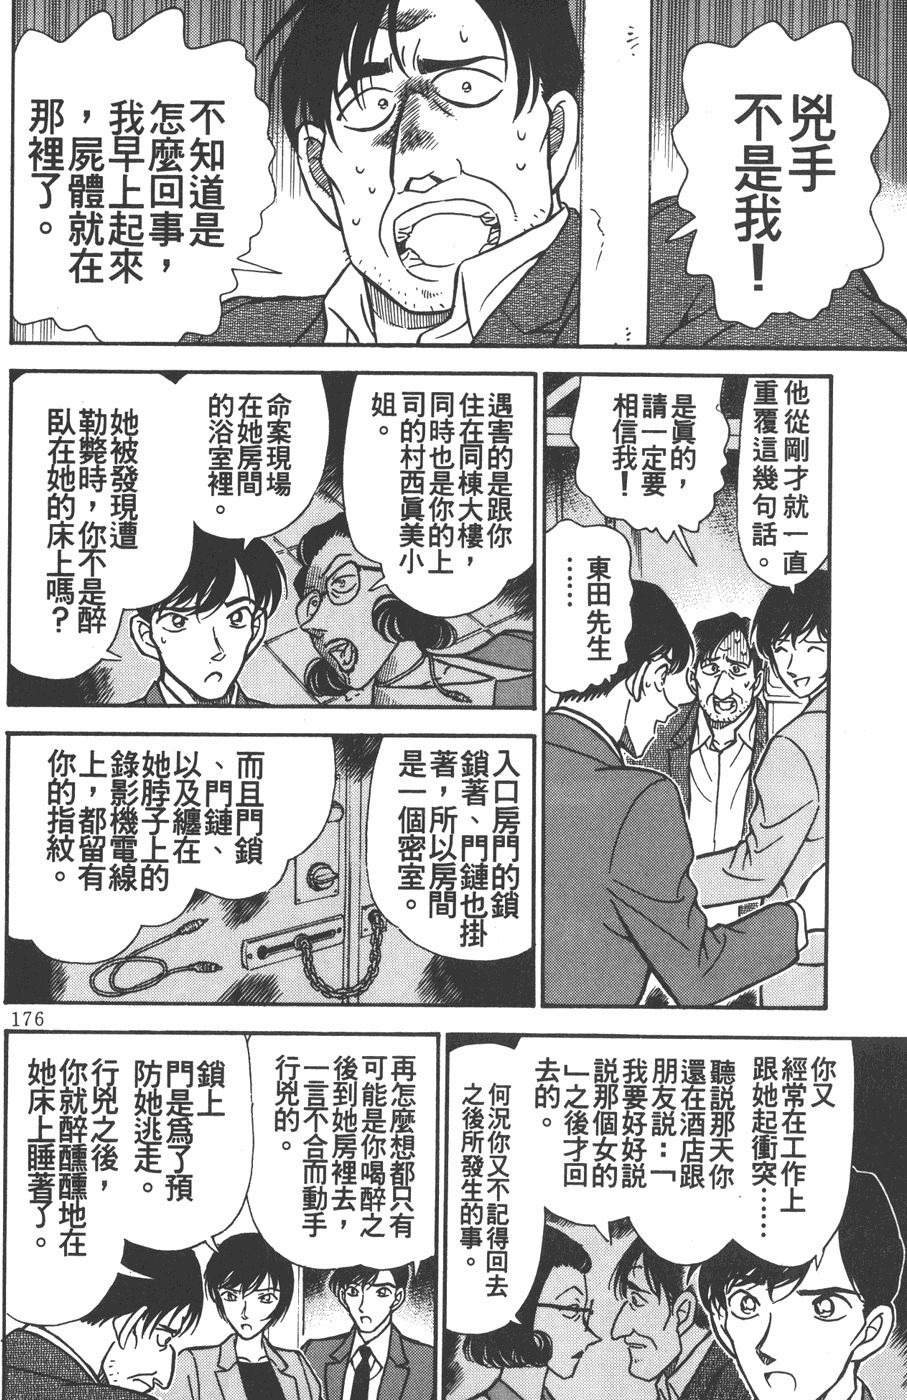 兇手
不是我！
不知道是
怎麼回事，
我早上起來
，屍體就在
那裡了。
他從剛才就一直
重覆這幾句話。
是眞的，
請一定要
相信我！
東田先生
……
遇害的是跟你
住在同棟大樓，
同時也是你的上
司的村西眞美小
姐。
命案現場
在她房間
的浴室裡。
她被發現遭
勒斃時，你不是醉
臥在她的床上嗎？
入口房門的鎖
鎖著、門鏈也掛
著，所以房間
是一個密室。
而且門鎖
、門鏈、
以及纏在
她脖子上的
錄影機電線
上，都留有
你的指紋。
你又
經常在工作上
跟她起衝突……
聽說那天你
還在酒店跟
朋友說：「
我要好好說
說那個女的
」之後才回
去的。
何況你又不記得回去
之後所發生的事。
再怎麼想都只有
可能是你喝醉之
後到她房裡去，
一言不合而動手
行兇的。
鎖上
門是爲了預
防她逃走。
行兇之後，
你就醉醺醺地在
她床上睡著了。
176